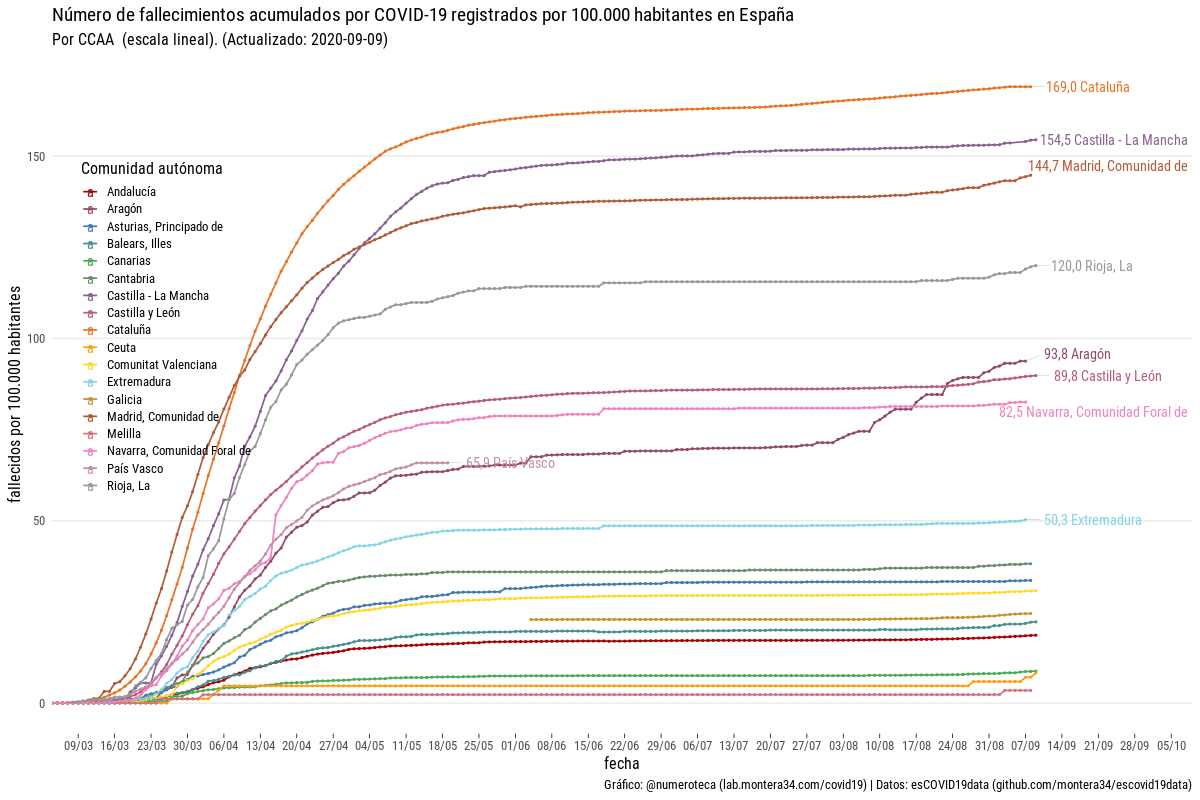 Número de fallecimientos acumulados por COVID-19 registrados por 100.000 habitantes en España
Por CCAA  (escala lineal). (Actualizado: 2020-09-09)
169,0 Cataluña
154,5 Castilla - La Mancha
144,7 Madrid, Comunidad de
120,0 Rioja, La
93,8 Aragón
89,8 Castilla y León
82,5 Navarra, Comunidad Foral de
65,9 País Vasco
50,3 Extremadura
Comunidad autónoma
Andalucía
Aragón
Asturias, Principado de
Balears, Illes
Canarias
Cantabria
Castilla - La Mancha
Castilla y León
Cataluña
Ceuta
Comunitat Valenciana
Extremadura
Galicia
Madrid, Comunidad de
Melilla
Navarra, Comunidad Foral de
País Vasco
Rioja, La
fallecidos por 100.000 habitantes
150
100
50
0
09/03 16/03 23/03 30/03 06/04 13/04 20/04 27/04 04/05 11/05 18/05 25/05 01/06 08/06 15/06 22/06 29/06 06/07 13/07 20/07 27/07 03/08 10/08 17/08 24/08 31/08 07/09 14/09 21/09 28/09 05/10
fecha
Gráfico: @numeroteca (lab.montera34.com/covid19) | Datos: esCOVID19data (github.com/montera34/escovid19data)